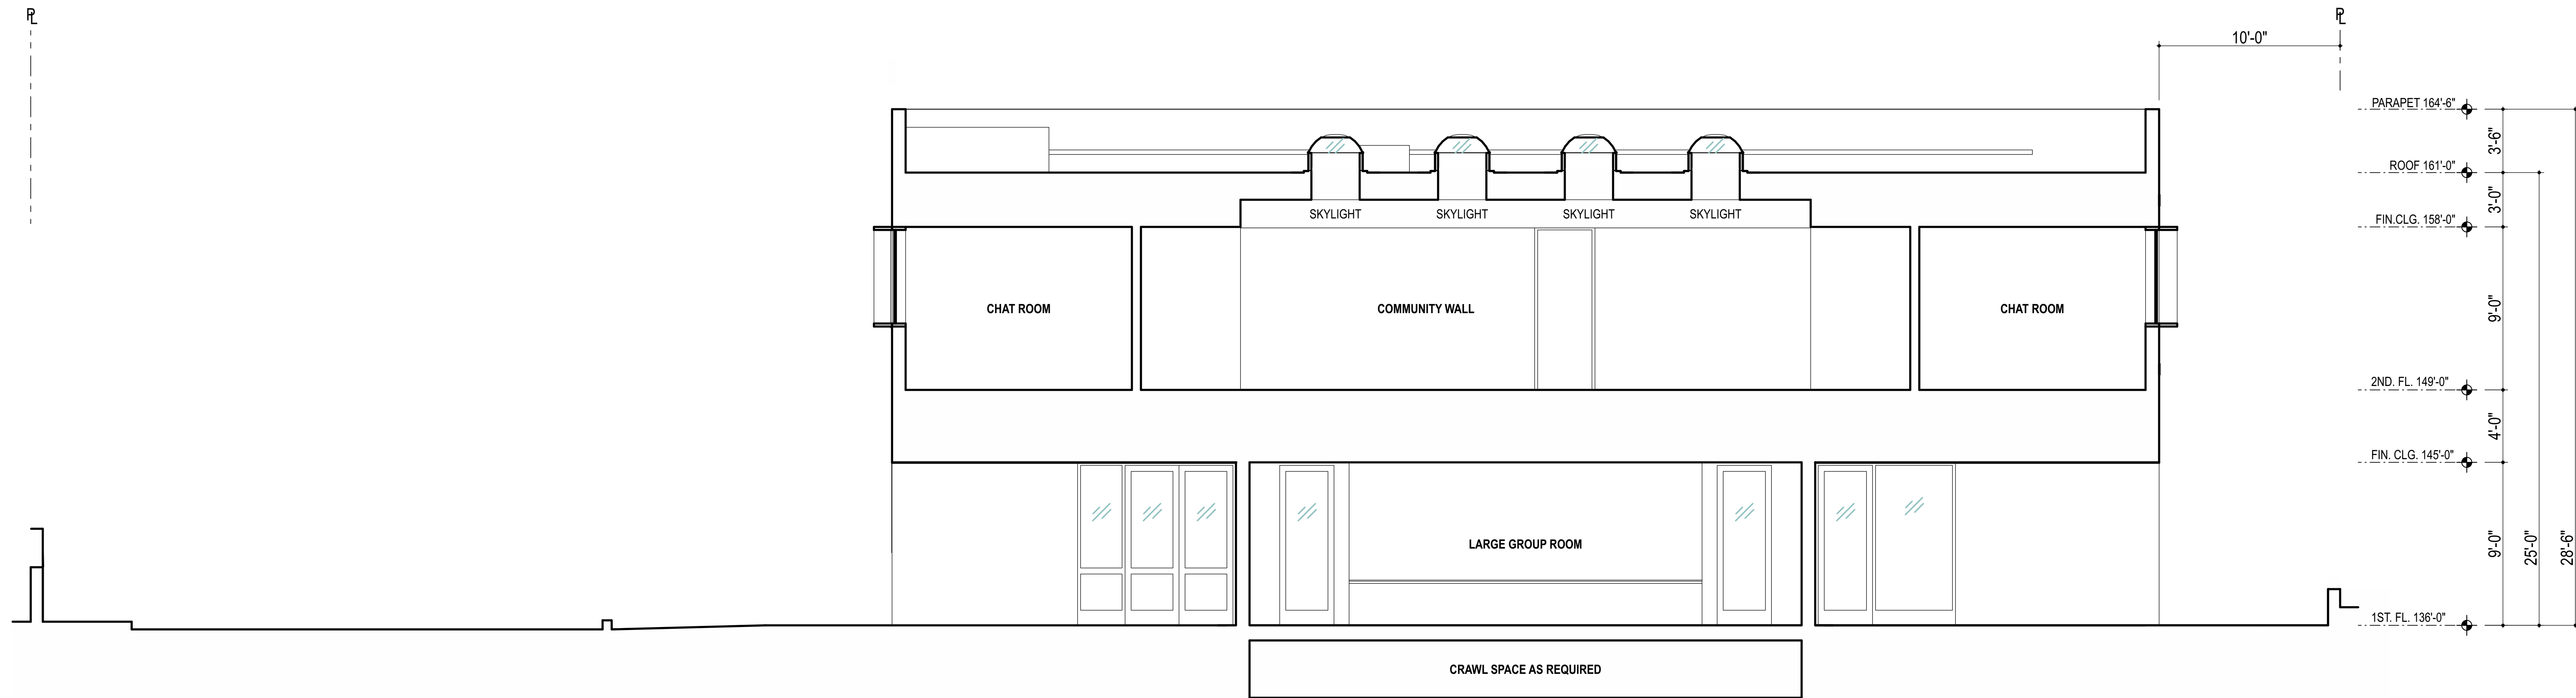 PL
PL
10'-0"
PARAPET 164'-6"
3'-6"
ROOF 161'-0"
3'-0"
SKYLIGHT SKYLIGHT SKYLIGHT SKYLIGHT
FIN.CLG. 158'-0"
CHAT ROOM COMMUNITY WALL CHAT ROOM
9'-0"
2ND. FL. 149'-0"
4'-0"
FIN. CLG. 145'-0"
LARGE GROUP ROOM
9'-0"
25'-0"
28'-6"
1ST. FL. 136'-0"
CRAWL SPACE AS REQUIRED